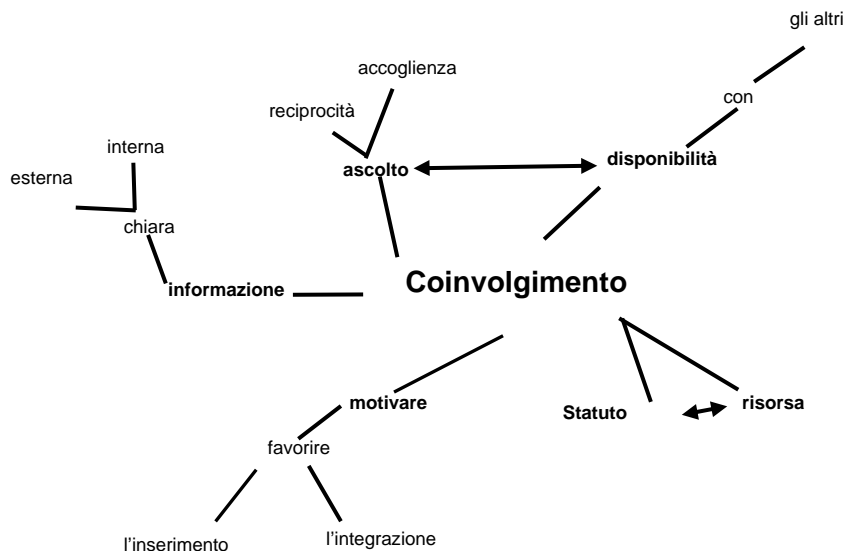 gli altri
accoglienza
con
reciprocità
interna
disponibilità
ascolto
esterna
chiara
Coinvolgimento
informazione
motivare
Statuto
risorsa
favorire
l'inserimento
l'integrazione